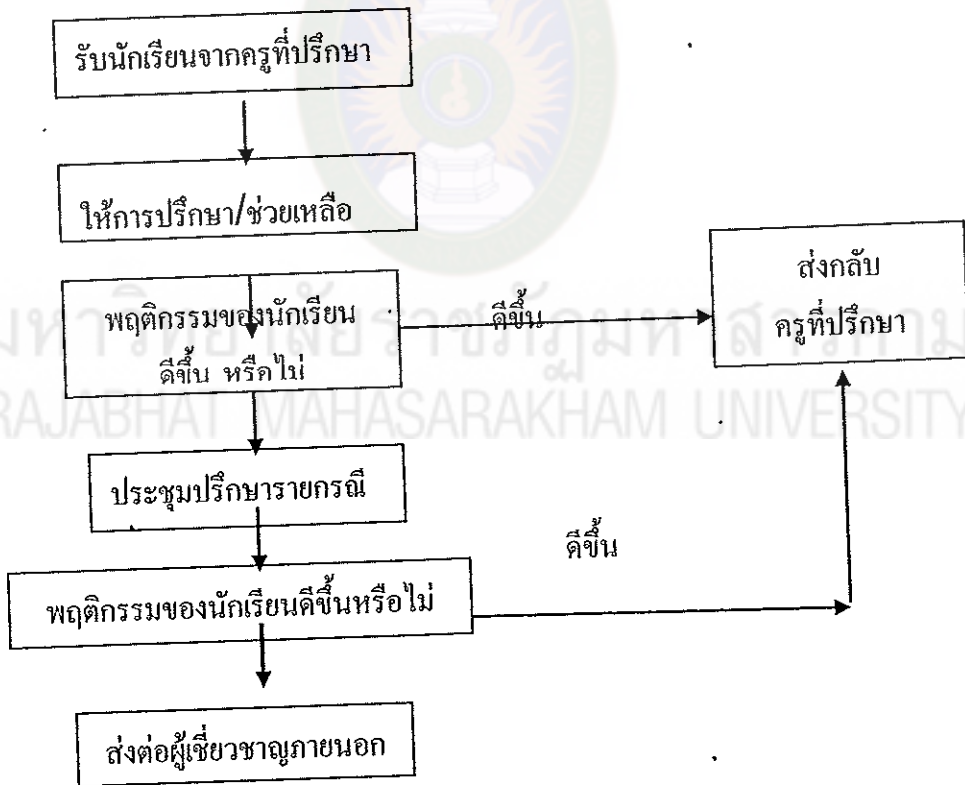 รับนักเรียนจากครูที่ปรึกษา
ให้การปรึกษา/ช่วยเหลือ
พฤติกรรมของนักเรียน
ดีขึ้น หรือไม่
ดีขึ้น
ส่งกลับ
ครูที่ปรึกษา
ประชุมปรึกษารายกรณี
ดีขึ้น
พฤติกรรมของนักเรียนดีขึ้นหรือไม่
ส่งต่อผู้เชี่ยวชาญภายนอก
มหาวิทยาลัยราชภัฏมหาสารคาม
RAJABHAT MAHASARAKHAM UNIVERSITY